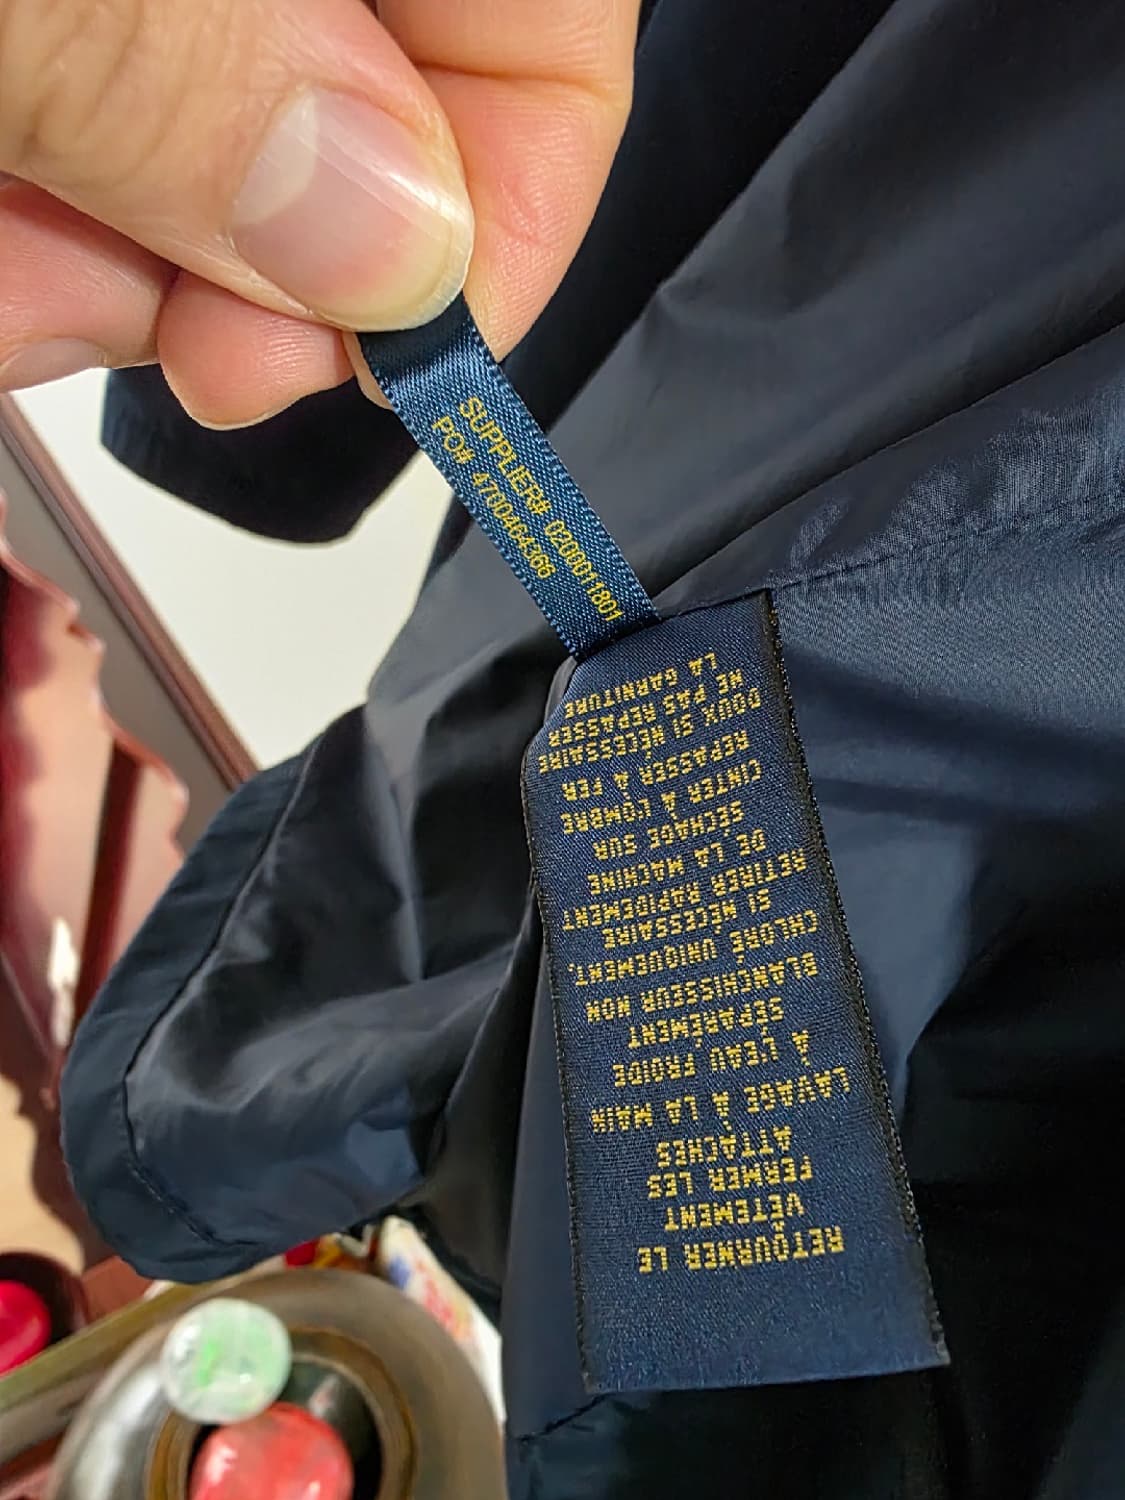 SUPPLIER# 0200011801
PO# 4700464366
RETOURNER LE
VÊTEMENT
FERMER LES
ATTACHES
LAVAGE À LA MAIN
À L'EAU FROIDE
SÉPARÉMENT
BLANCHISSEUR NON
CHLORÉ UNIQUEMENT,
SI NÉCESSAIRE
RETIRER RAPIDEMENT
DE LA MACHINE
SÉCHAGE SUR
CINTER À L'OMBRE
REPASSER À FER
DOUX SI NÉCESSAIRE
NE PAS REPASSER
LA GARNITURE